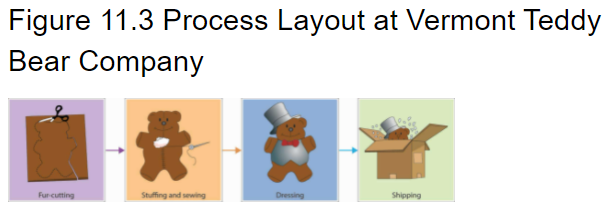 Figure 11.3 Process Layout at Vermont Teddy
Bear Company
Fur-cutting
Stuffing and sewing
Dressing
Shipping